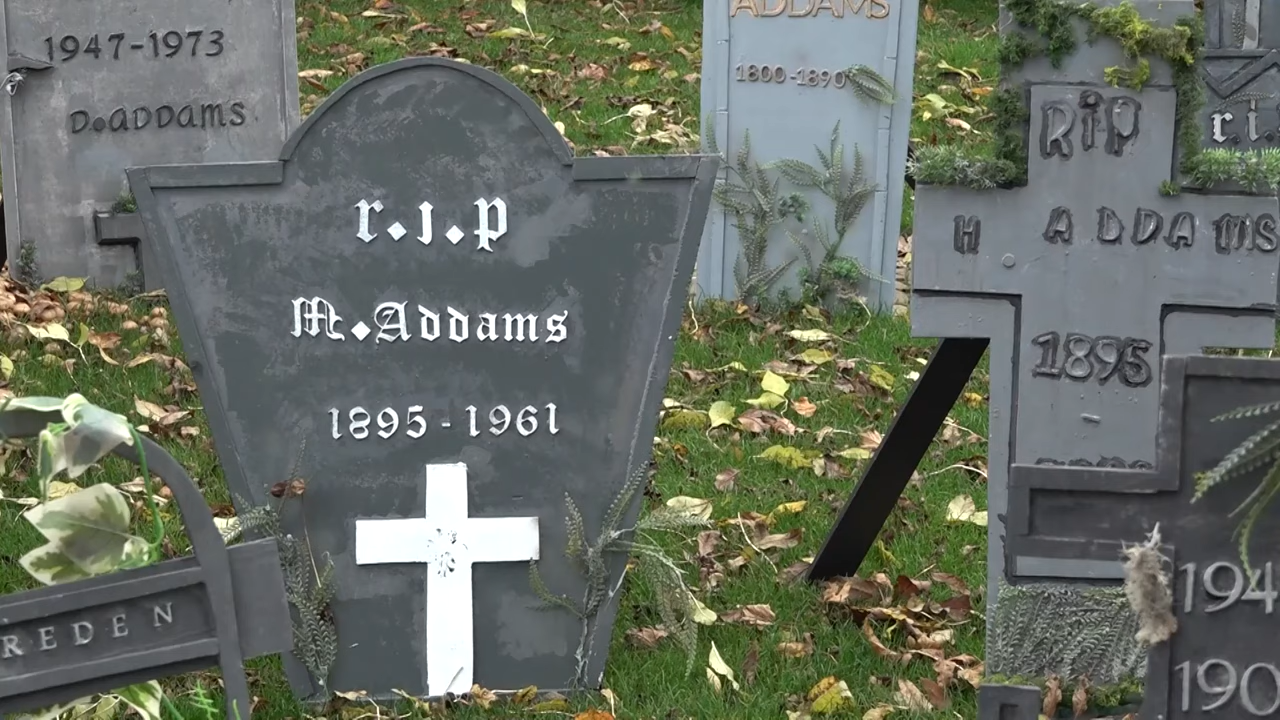 1947-1973
D.ADDAMS
r.i.p
M.Addams
1895-1961
ADDAMS
1800-1890
RIP
H ADDAMS
1895
r.i.
REDEN
194
190